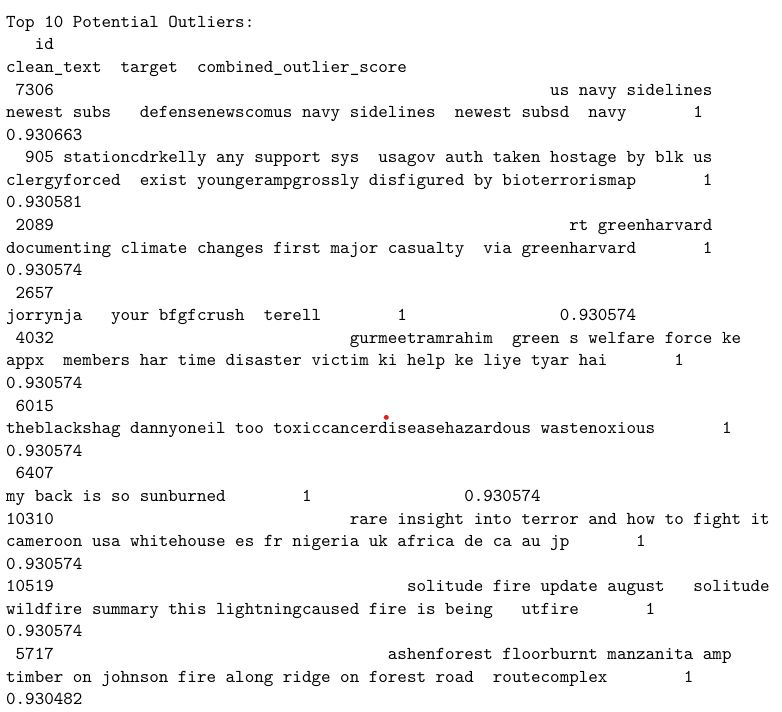 Top 10 Potential Outliers:
id
clean_text target combined_outlier_score
7306 us navy sidelines
newest subs defensenewscomus navy sidelines newest subsd navy 1
0.930663
905 stationcdrkelly any support sys usagov auth taken hostage by blk us
clergyforced exist youngerampgrossly disfigured by bioterrorismap 1
0.930581
2089 rt greenharvard
documenting climate changes first major casualty via greenharvard 1
0.930574
2657
jorrynja your bfgfcrush terell 1 0.930574
4032 gurmeetramrahim green s welfare force ke
appx members har time disaster victim ki help ke liye tyar hai 1
0.930574
6015
theblackshag dannyoneil too toxiccancerdiseasehazardous wastenoxious 1
0.930574
6407
my back is so sunburned 1 0.930574
10310 rare insight into terror and how to fight it
cameroon usa whitehouse es fr nigeria uk africa de ca au jp 1
0.930574
10519 solitude fire update august solitude
wildfire summary this lightningcaused fire is being utfire 1
0.930574
5717 ashenforest floorburnt manzanita amp
timber on johnson fire along ridge on forest road routecomplex 1
0.930482